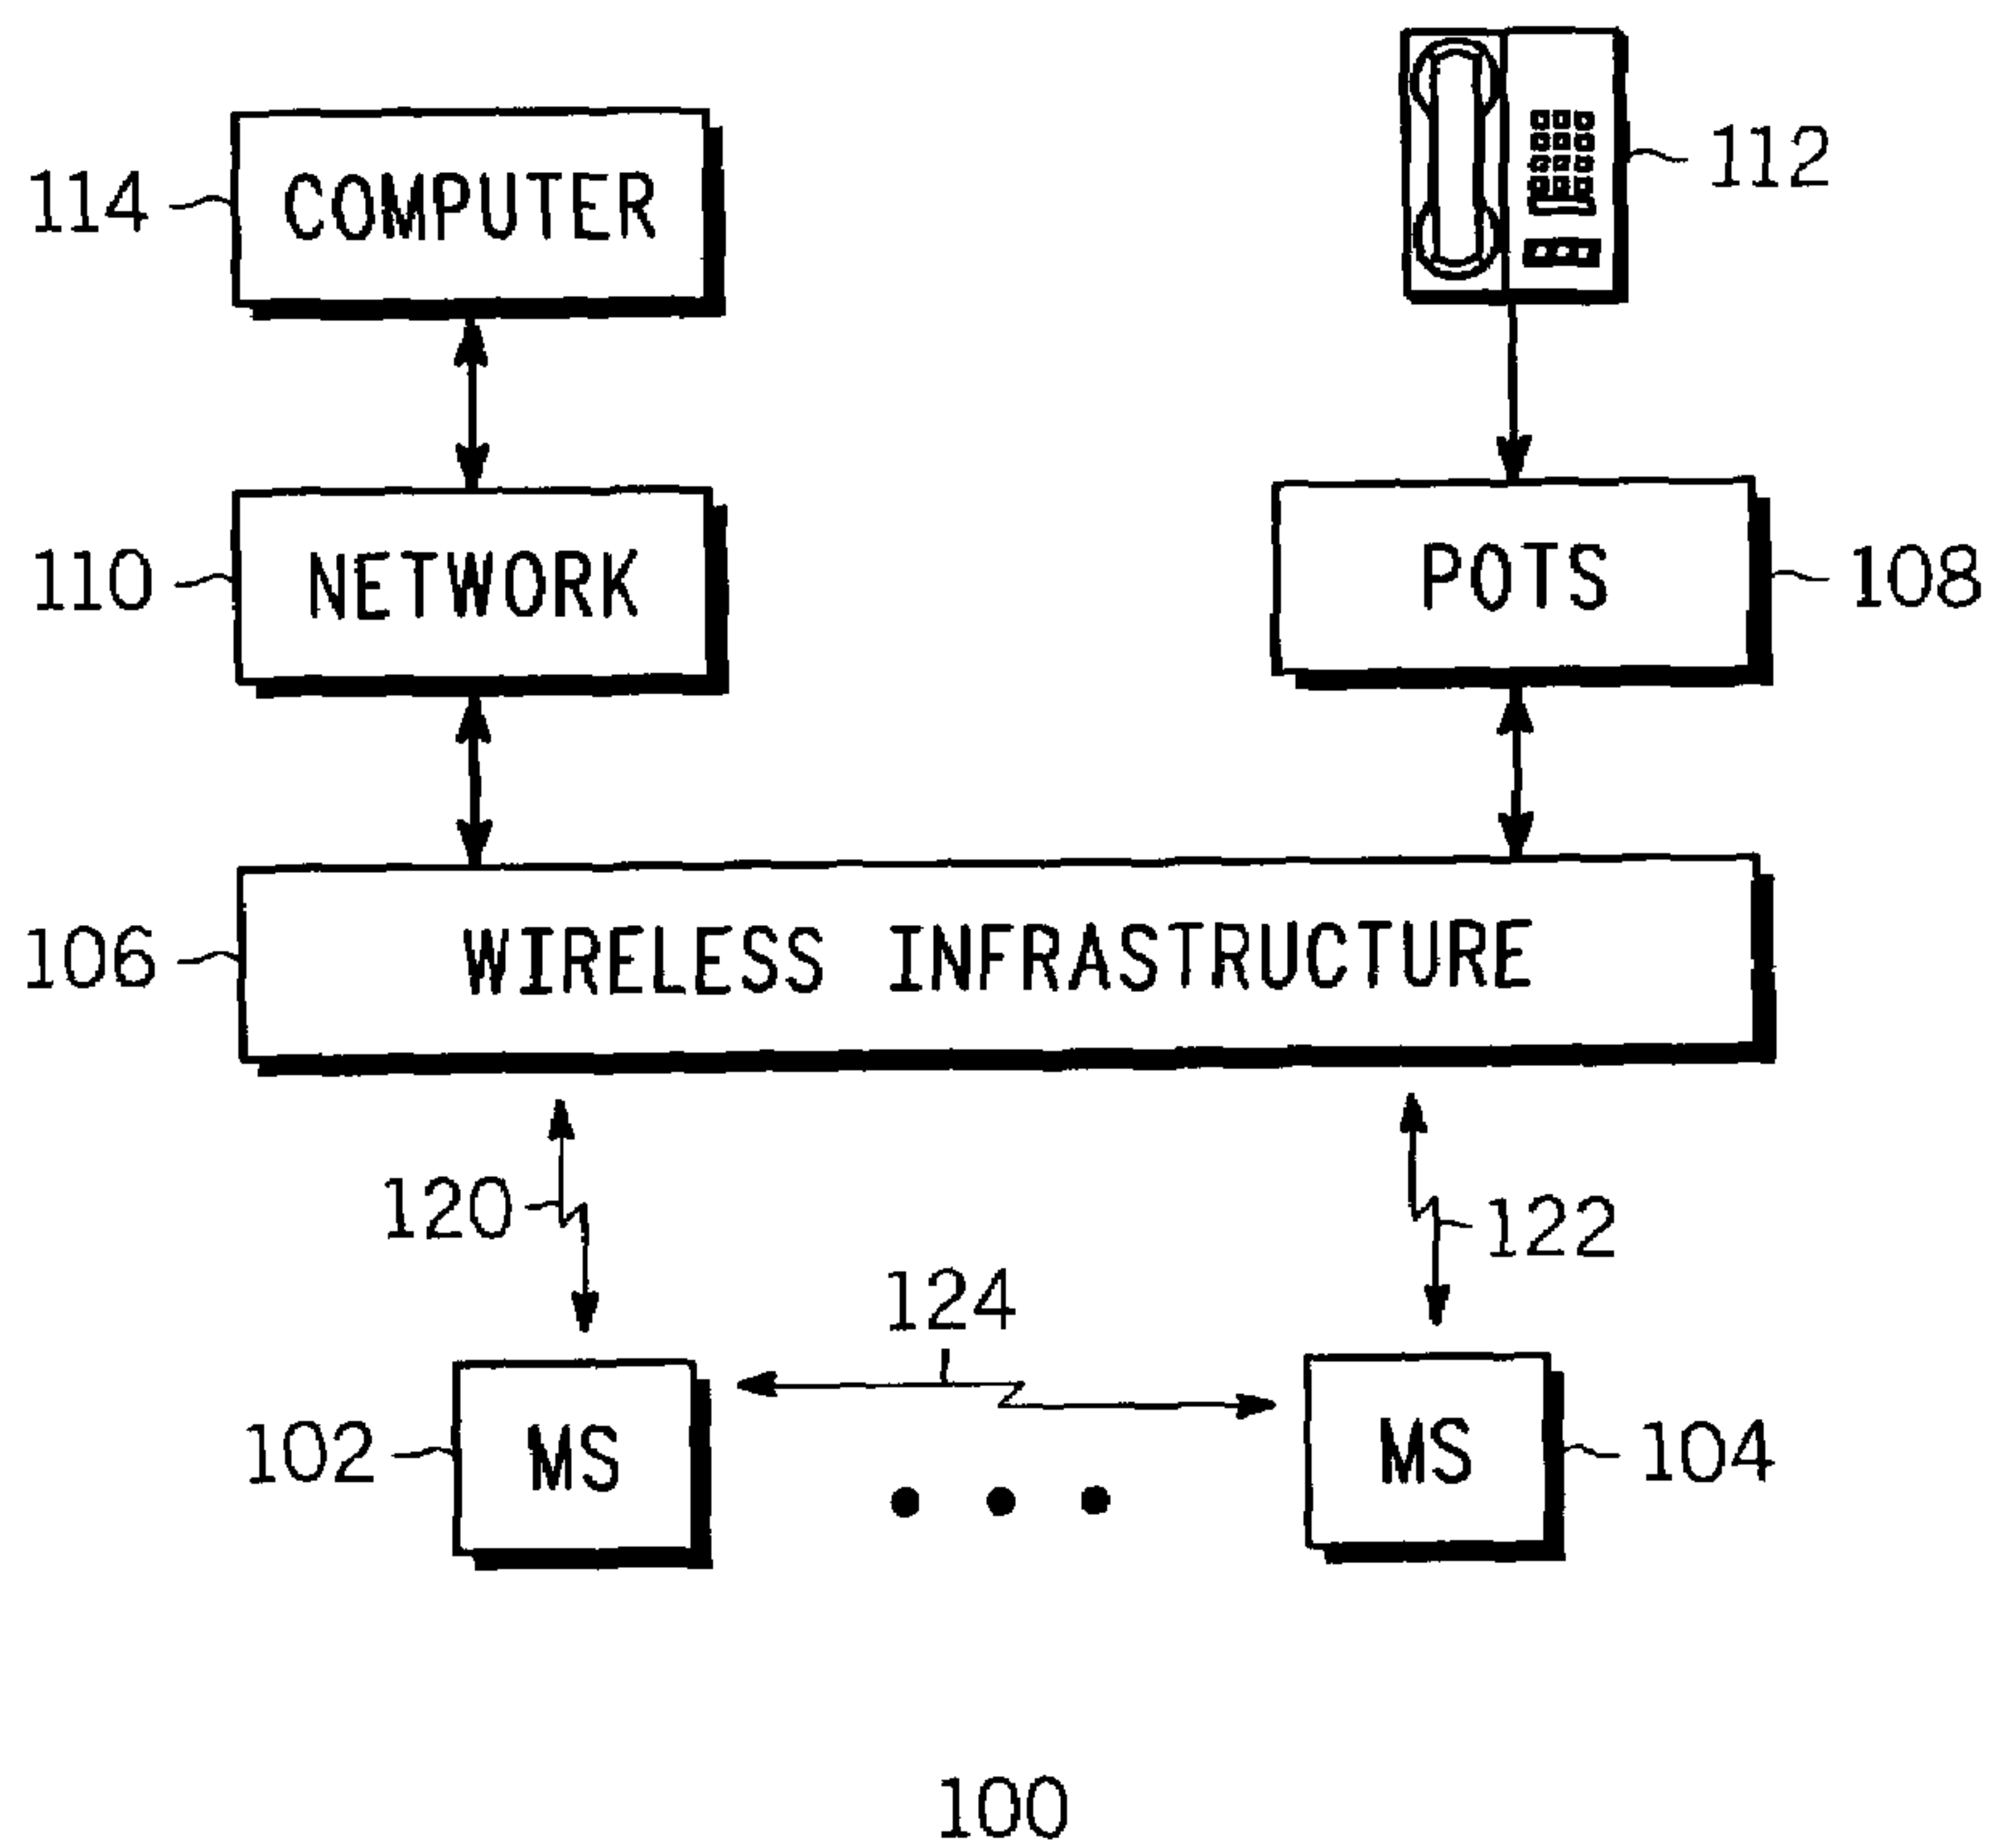 112
114 COMPUTER
110 NETWORK
POTS 108
106 WIRELESS INFRASTRUCTURE
120
122
124
102 MS
MS 104
100